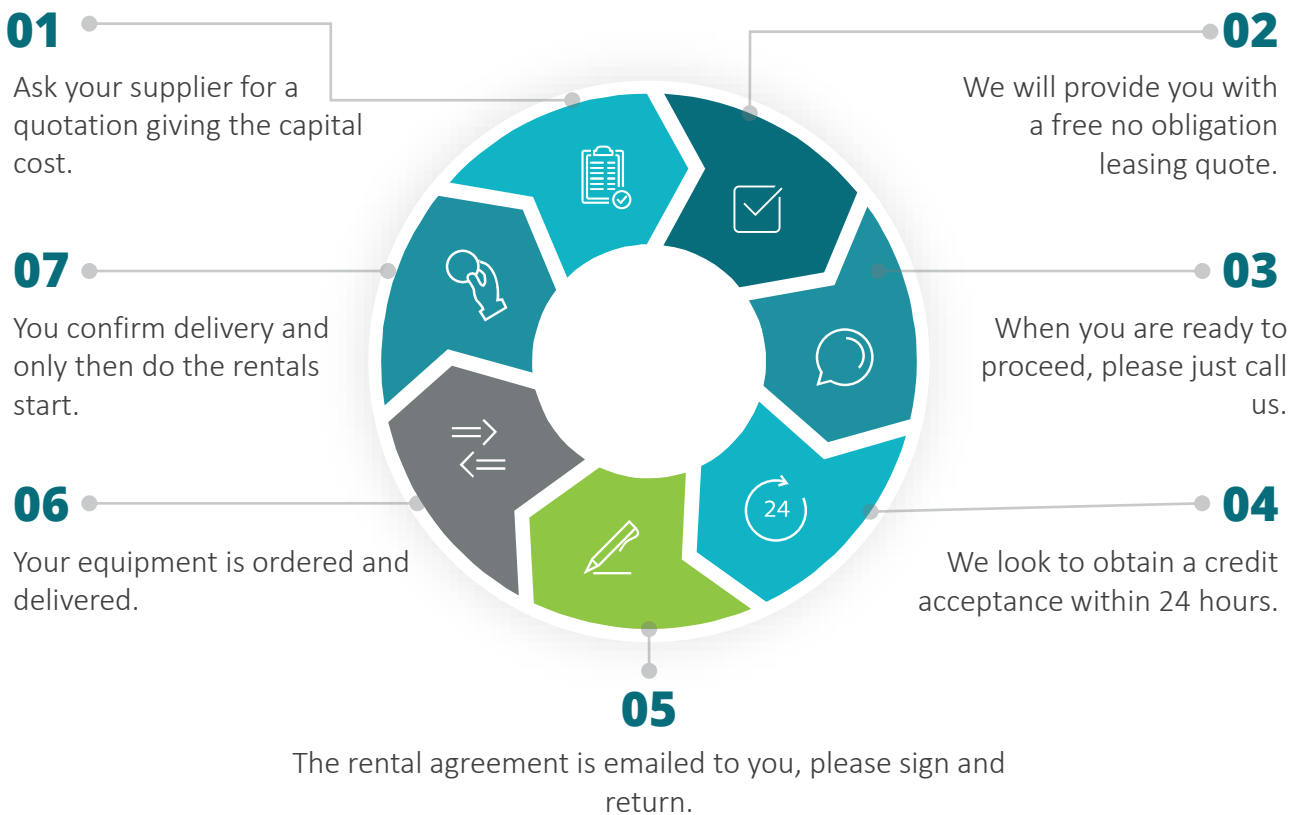 01
Ask your supplier for a
quotation giving the capital
cost.
02
We will provide you with
a free no obligation
leasing quote.
03
When you are ready to
proceed, please just call
us.
04
We look to obtain a credit
acceptance within 24 hours.
24
05
The rental agreement is emailed to you, please sign and
return.
06
Your equipment is ordered and
delivered.
07
You confirm delivery and
only then do the rentals
start.